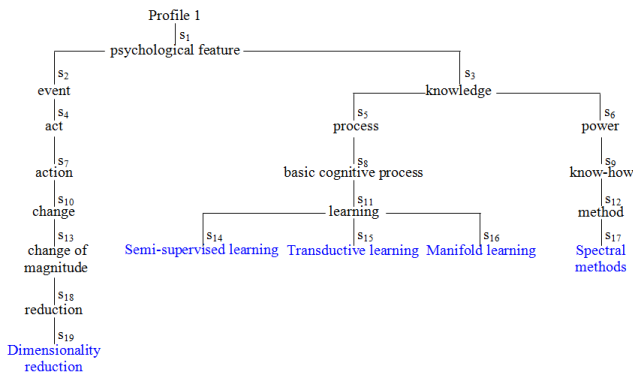 Profile 1
s1
psychological feature
s2
s3
event
knowledge
s4
s5
s6
act
process
power
s7
s8
s9
action
basic cognitive process
know-how
s10
s11
s12
change
learning
method
s13
s14
s15
s16
s17
change of
magnitude
Semi-supervised learning
Transductive learning
Manifold learning
Spectral
methods
s18
reduction
s19
Dimensionality
reduction